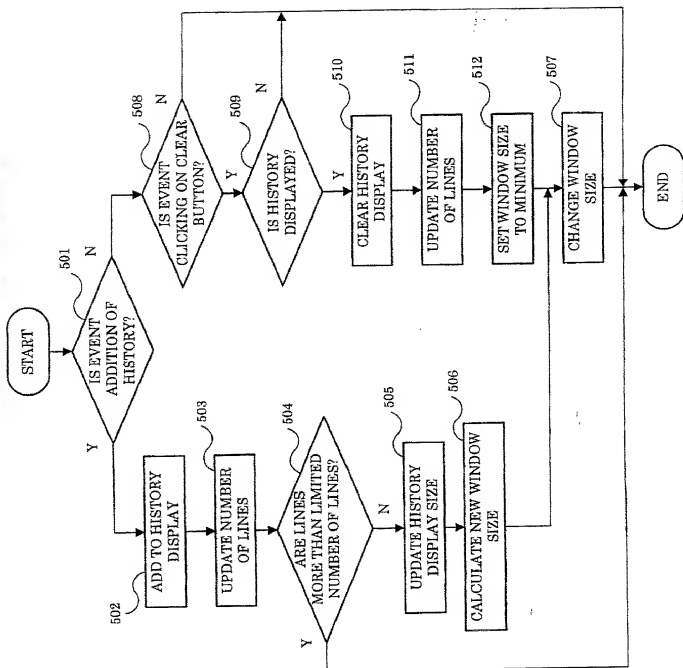 START
501
IS EVENT
ADDITION OF
HISTORY?
Y
N
502
ADD TO HISTORY
DISPLAY
503
UPDATE NUMBER
OF LINES
504
ARE LINES
MORE THAN LIMITED
NUMBER OF LINES?
Y
N
505
UPDATE HISTORY
DISPLAY SIZE
506
CALCULATE NEW WINDOW
SIZE
508
IS EVENT
CLICKING ON CLEAR
BUTTON?
N
Y
509
IS HISTORY
DISPLAYED?
N
Y
510
CLEAR HISTORY
DISPLAY
511
UPDATE NUMBER
OF LINES
512
SET WINDOW SIZE
TO MINIMUM
507
CHANGE WINDOW
SIZE
END